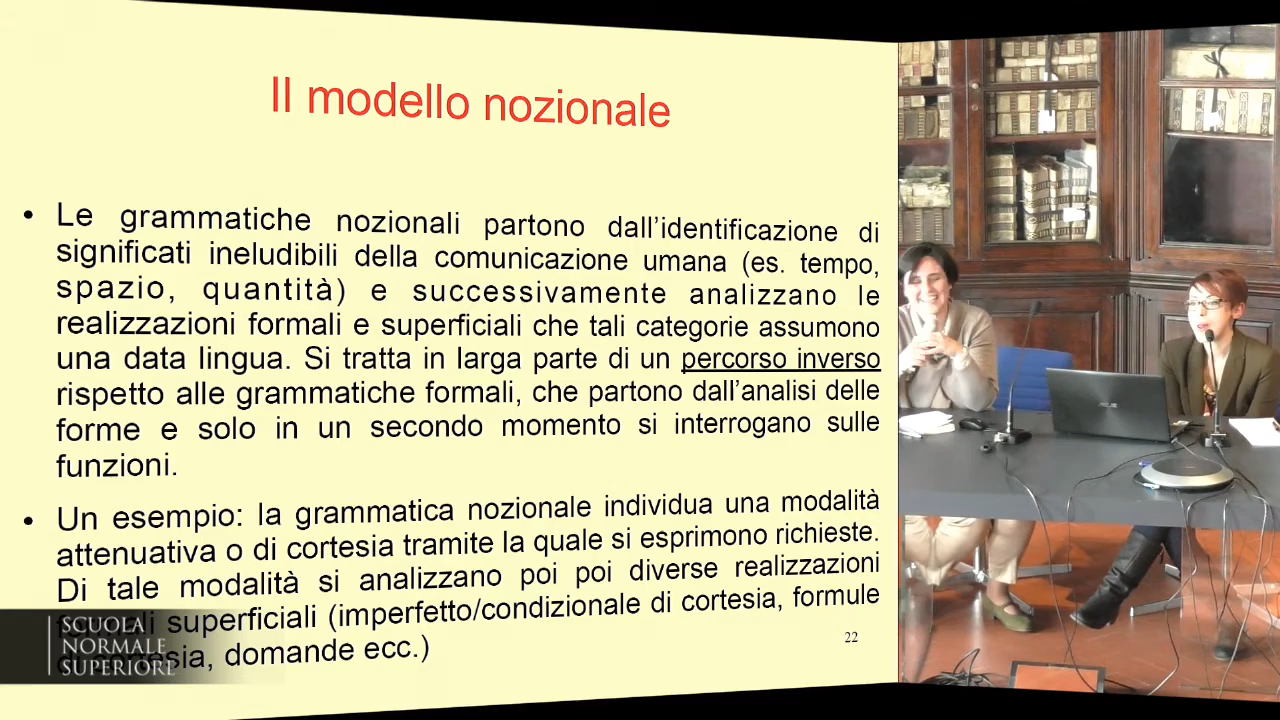 Il modello nozionale
• Le grammatiche nozionali partono dall'identificazione di
significati ineludibili della comunicazione umana (es. tempo,
spazio, quantità) e successivamente analizzano le
realizzazioni formali e superficiali che tali categorie assumono
una data lingua. Si tratta in larga parte di un percorso inverso
rispetto alle grammatiche formali, che partono dall'analisi delle
forme e solo in un secondo momento si interrogano sulle
funzioni.
• Un esempio: la grammatica nozionale individua una modalità
attenuativa o di cortesia tramite la quale si esprimono richieste.
Di tale modalità si analizzano poi poi diverse realizzazioni
formali superficiali (imperfetto/condizionale di cortesia, formule
di cortesia, domande ecc.)
22
SCUOLA
NORMALE
SUPERIORE
ASUS